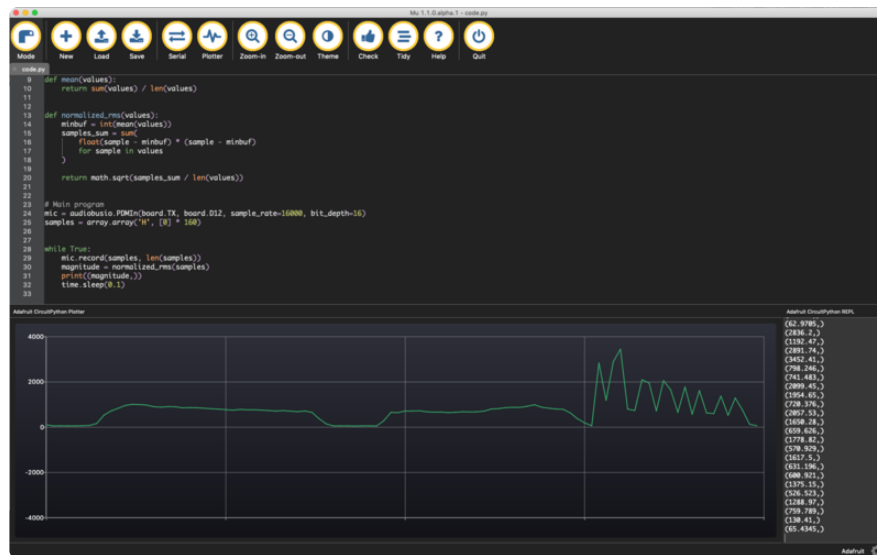 Mu 1.1.0.alpha.1 - code.py
Mode New Load Save Serial Plotter Zoom-in Zoom-out Theme Check Tidy Help Quit
code.py
9 def mean(values):
10 return sum(values) / len(values)
11
12
13 def normalized_rms(values):
14 minbuf = int(mean(values))
15 samples_sum = sum(
16 float(sample - minbuf) * (sample - minbuf)
17 for sample in values
18 )
19
20 return math.sqrt(samples_sum / len(values))
21
22
23 # Main program
24 mic = audiobusio.PDMIn(board.TX, board.D12, sample_rate=16000, bit_depth=16)
25 samples = array.array("H", [0] * 160)
26
27
28 while True:
29 mic.record(samples, len(samples))
30 magnitude = normalized_rms(samples)
31 print((magnitude,))
32 time.sleep(0.1)
33
Adafruit CircuitPython Plotter
4000
2000
0
-2000
-4000
Adafruit CircuitPython REPL
(62.9705,)
(2836.2,)
(1192.47,)
(2891.74,)
(3452.41,)
(798.246,)
(741.483,)
(2099.45,)
(1954.65,)
(720.376,)
(2057.53,)
(1650.28,)
(659.626,)
(1778.82,)
(570.929,)
(1617.5,)
(631.196,)
(600.921,)
(1375.15,)
(526.523,)
(1288.97,)
(759.789,)
(130.41,)
(65.4345,)
Adafruit